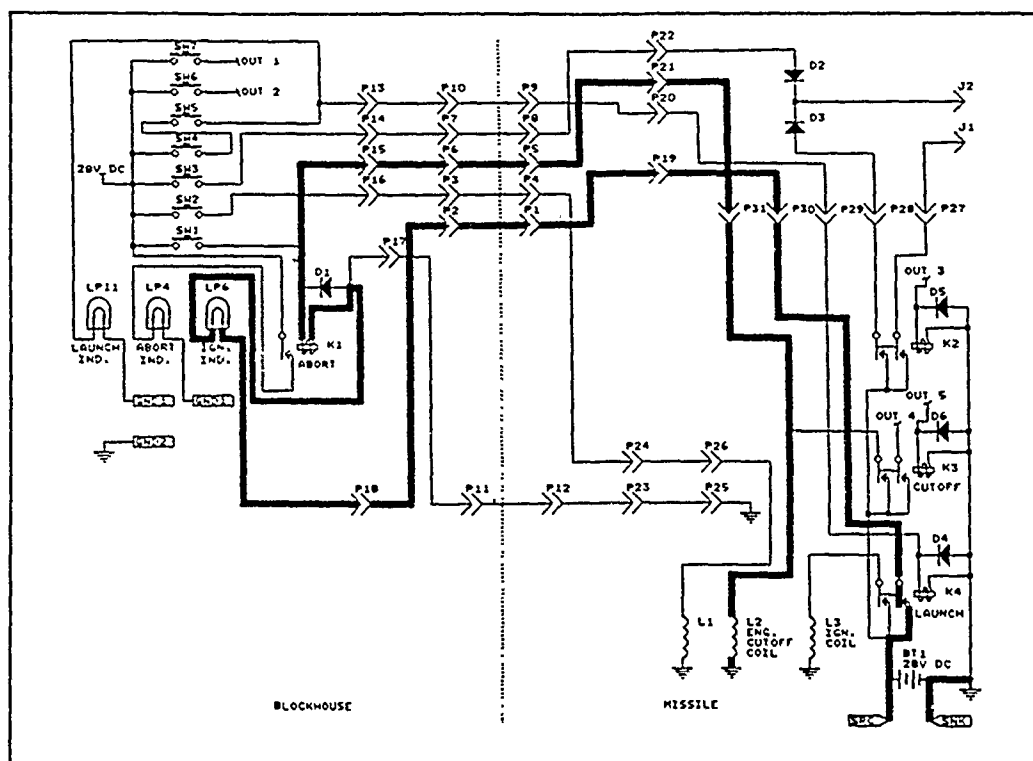 SW7
OUT 1
SW6
OUT 2
SW5
SW4
28V DC
SW3
SW2
SW1
P13
P10
P9
P14
P7
P8
P15
P6
P5
P16
P3
P4
P2
P1
P17
P18
P11
P12
P22
P21
P20
P19
P24
P26
P23
P25
D2
D3
J2
J1
P31
P30
P29
P28
P27
LP11
LAUNCH
IND.
LP4
ABORT
IND.
LP6
IGN.
IND.
D1
K1
ABORT
OUT 3
D5
K2
OUT 5
OUT 4
D6
K3
CUTOFF
D4
K4
LAUNCH
L1
L2
ENG.
CUTOFF
COIL
L3
IGN.
COIL
BT1
28V DC
SRC
SNK
BLOCKHOUSE
MISSILE